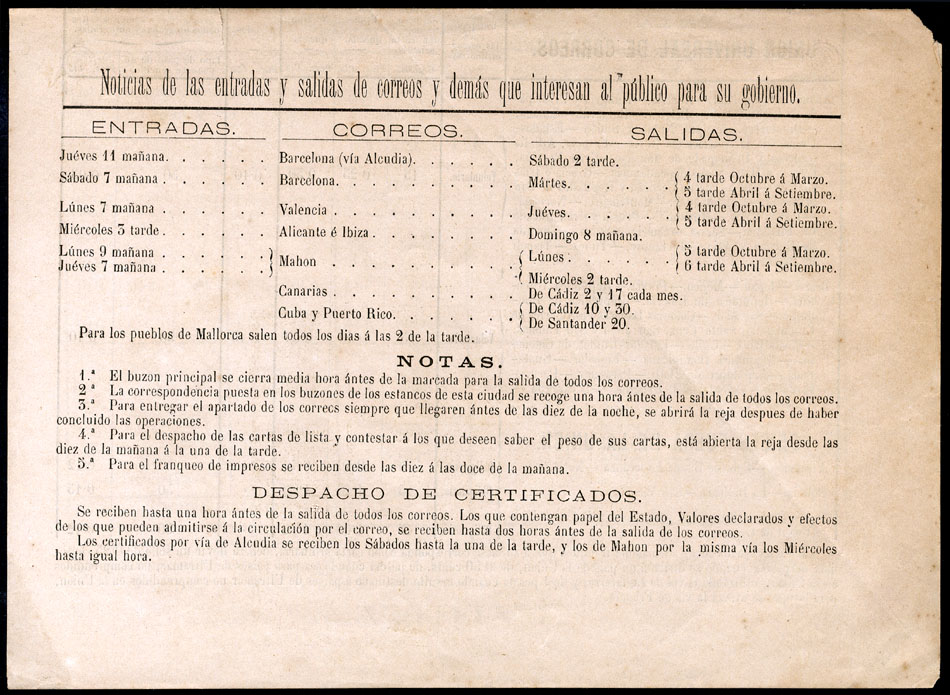 Noticias de las entradas y salidas de correos y demás que interesan al público para su gobierno.
ENTRADAS. CORREOS. SALIDAS.
Juéves 11 mañana. . . . . . Barcelona (vía Alcudia). . . . . . Sábado 2 tarde.
Sábado 7 mañana . . . . . . Barcelona. . . . . . . . . . Mártes. . . . . . . { 4 tarde Octubre á Marzo.
{ 5 tarde Abril á Setiembre.
Lúnes 7 mañana . . . . . . Valencia . . . . . . . . . . Juéves. . . . . . . { 4 tarde Octubre á Marzo.
{ 5 tarde Abril á Setiembre.
Miércoles 3 tarde. . . . . . Alicante é Ibiza . . . . . . . . Domingo 8 mañana.
Lúnes 9 mañana . . . . . . } Mahon . . . . . . . . . . { Lúnes . . . . . . { 5 tarde Octubre á Marzo.
Juéves 7 mañana . . . . . . } { 6 tarde Abril á Setiembre.
{ Miércoles 2 tarde.
Canarias . . . . . . . . . . De Cádiz 2 y 17 cada mes.
Cuba y Puerto Rico. . . . . . . { De Cádiz 10 y 30.
{ De Santander 20.
Para los pueblos de Mallorca salen todos los dias á las 2 de la tarde.
NOTAS.
1.ª El buzon principal se cierra media hora ántes de la marcada para la salida de todos los correos.
2.ª La correspondencia puesta en los buzones de los estancos de esta ciudad se recoge una hora ántes de la salida de todos los correos.
3.ª Para entregar el apartado de los correcs siempre que llegaren ántes de las diez de la noche, se abrirá la reja despues de haber
concluido las operaciones.
4.ª Para el despacho de las cartas de lista y contestar á los que deseen saber el peso de sus cartas, está abierta la reja desde las
diez de la mañana á la una de la tarde.
5.ª Para el franqueo de impresos se reciben desde las diez á las doce de la mañana.
DESPACHO DE CERTIFICADOS.
Se reciben hasta una hora ántes de la salida de todos los correos. Los que contengan papel del Estado, Valores declarados y efectos
de los que pueden admitirse á la circulación por el correo, se reciben hasta dos horas ántes de la salida de los correos.
Los certificados por vía de Alcudia se reciben los Sábados hasta la una de la tarde, y los de Mahon por la misma vía los Miércoles
hasta igual hora.